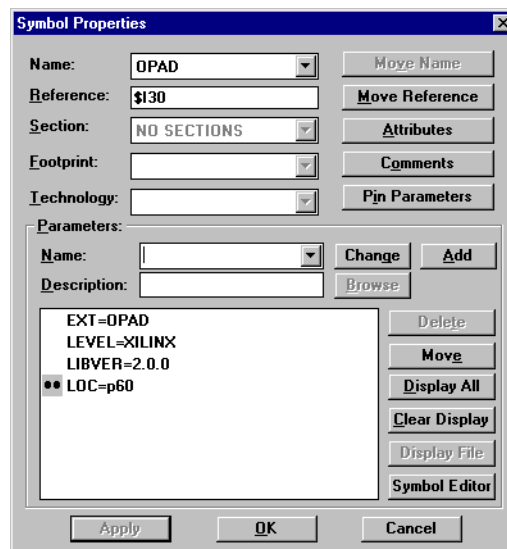 Symbol Properties
Name: OPAD Move Name
Reference: $I30 Move Reference
Section: NO SECTIONS Attributes
Footprint: Comments
Technology: Pin Parameters
Parameters:
Name: Change Add
Description: Browse
EXT=OPAD Delete
LEVEL=XILINX Move
LIBVER=2.0.0 Display All
LOC=p60 Clear Display
Display File
Symbol Editor
Apply OK Cancel